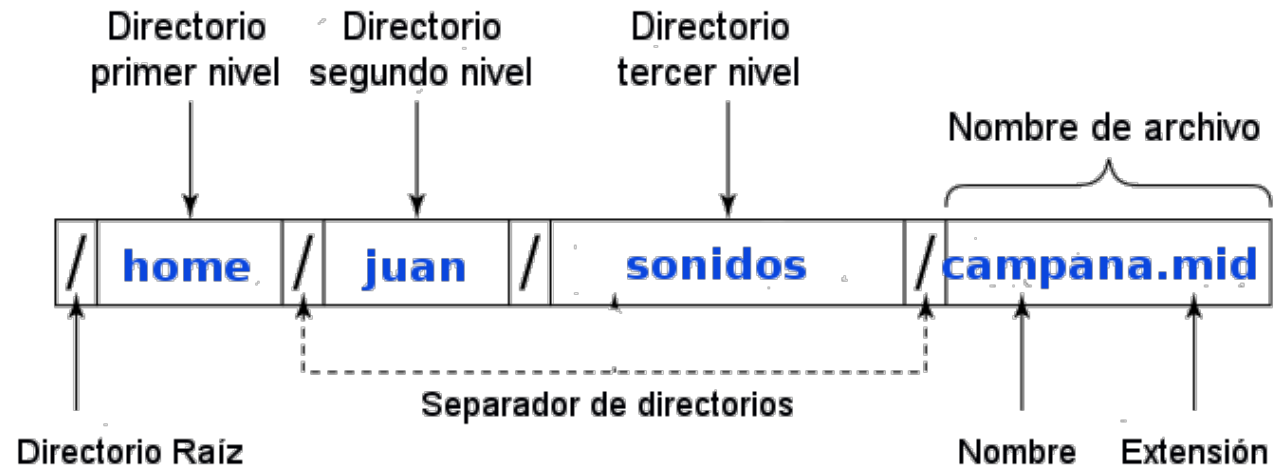 Directorio primer nivel
Directorio segundo nivel
Directorio tercer nivel
Nombre de archivo
/ home / juan / sonidos / campana.mid
Separador de directorios
Directorio Raíz
Nombre
Extensión